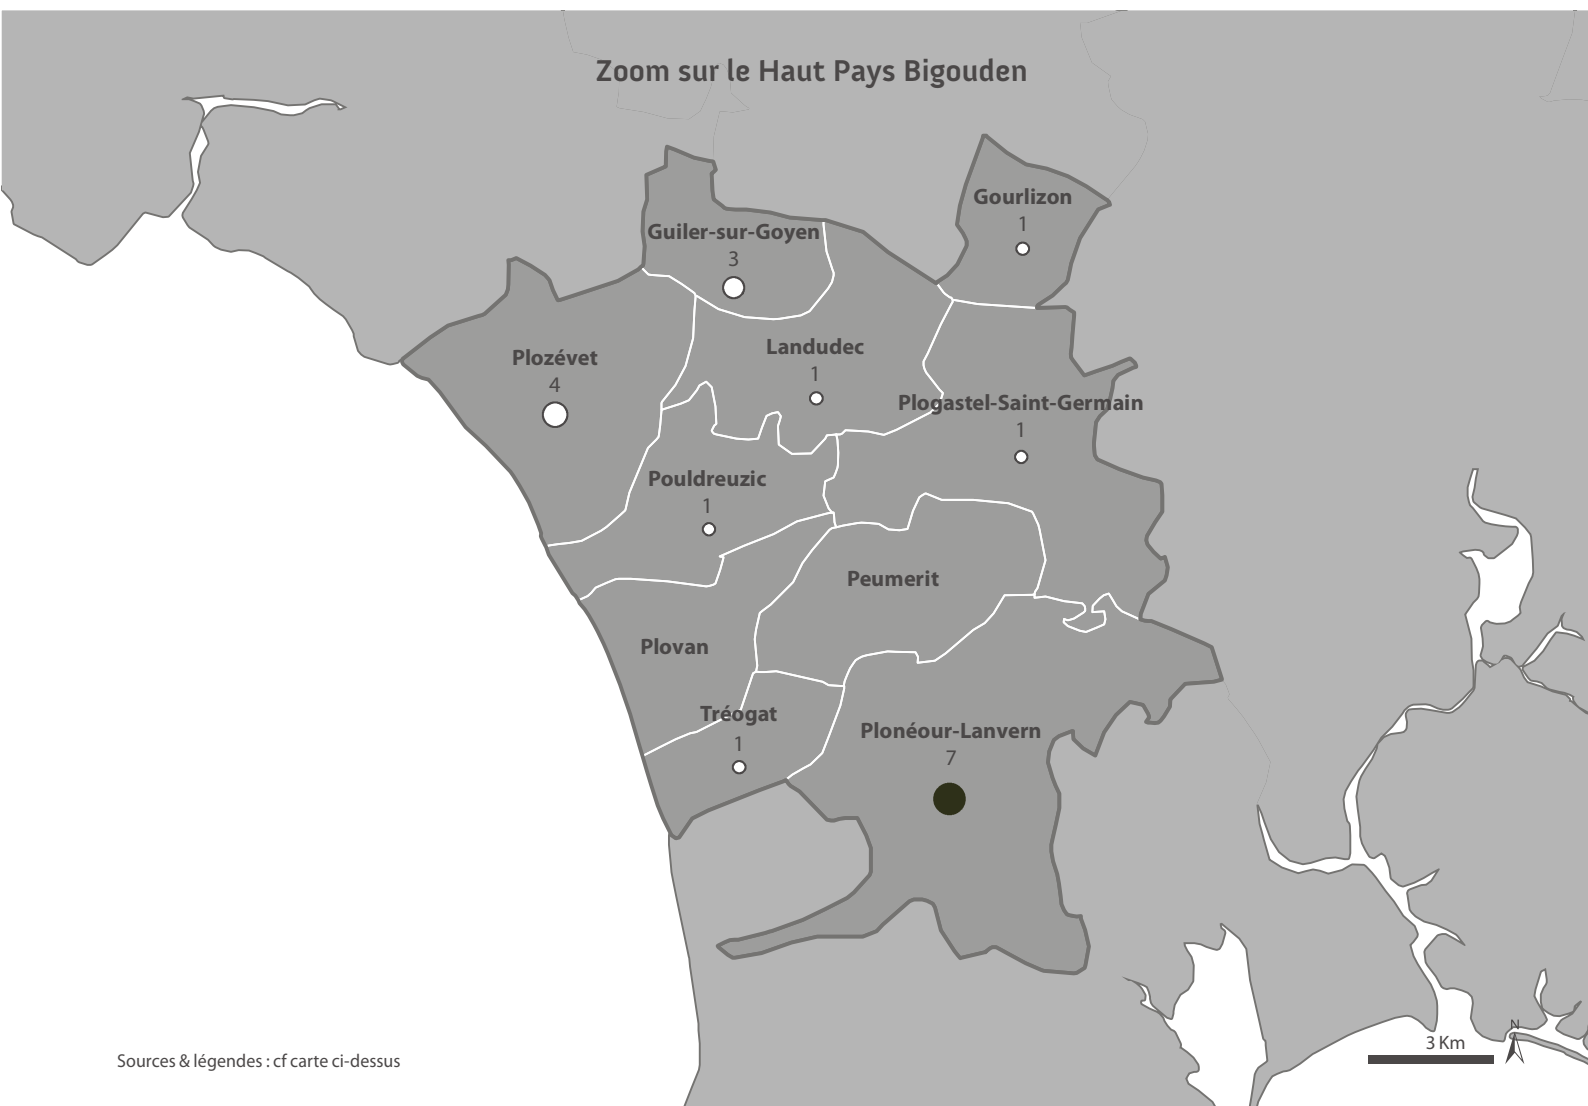 Zoom sur le Haut Pays Bigouden
Gourlizon
1
Guiler-sur-Goyen
3
Landudec
1
Plozévet
4
Plogastel-Saint-Germain
1
Pouldreuzic
1
Peumerit
Plovan
Tréogat
1
Plonéour-Lanvern
7
N
3 Km
Sources & légendes : cf carte ci-dessus